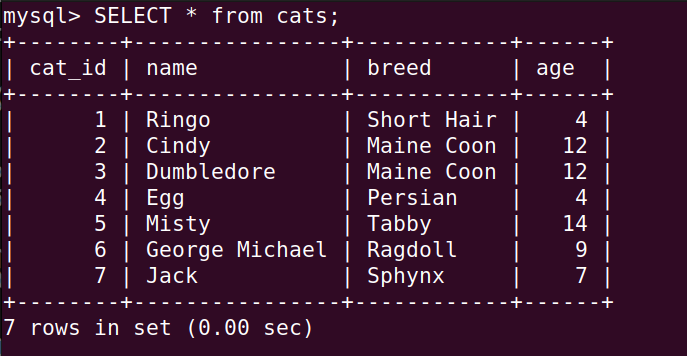 mysql> SELECT * from cats;
+--------+----------------+------------+------+
| cat_id | name           | breed      | age  |
+--------+----------------+------------+------+
|      1 | Ringo          | Short Hair |    4 |
|      2 | Cindy          | Maine Coon |   12 |
|      3 | Dumbledore     | Maine Coon |   12 |
|      4 | Egg            | Persian    |    4 |
|      5 | Misty          | Tabby      |   14 |
|      6 | George Michael | Ragdoll    |    9 |
|      7 | Jack           | Sphynx     |    7 |
+--------+----------------+------------+------+
7 rows in set (0.00 sec)